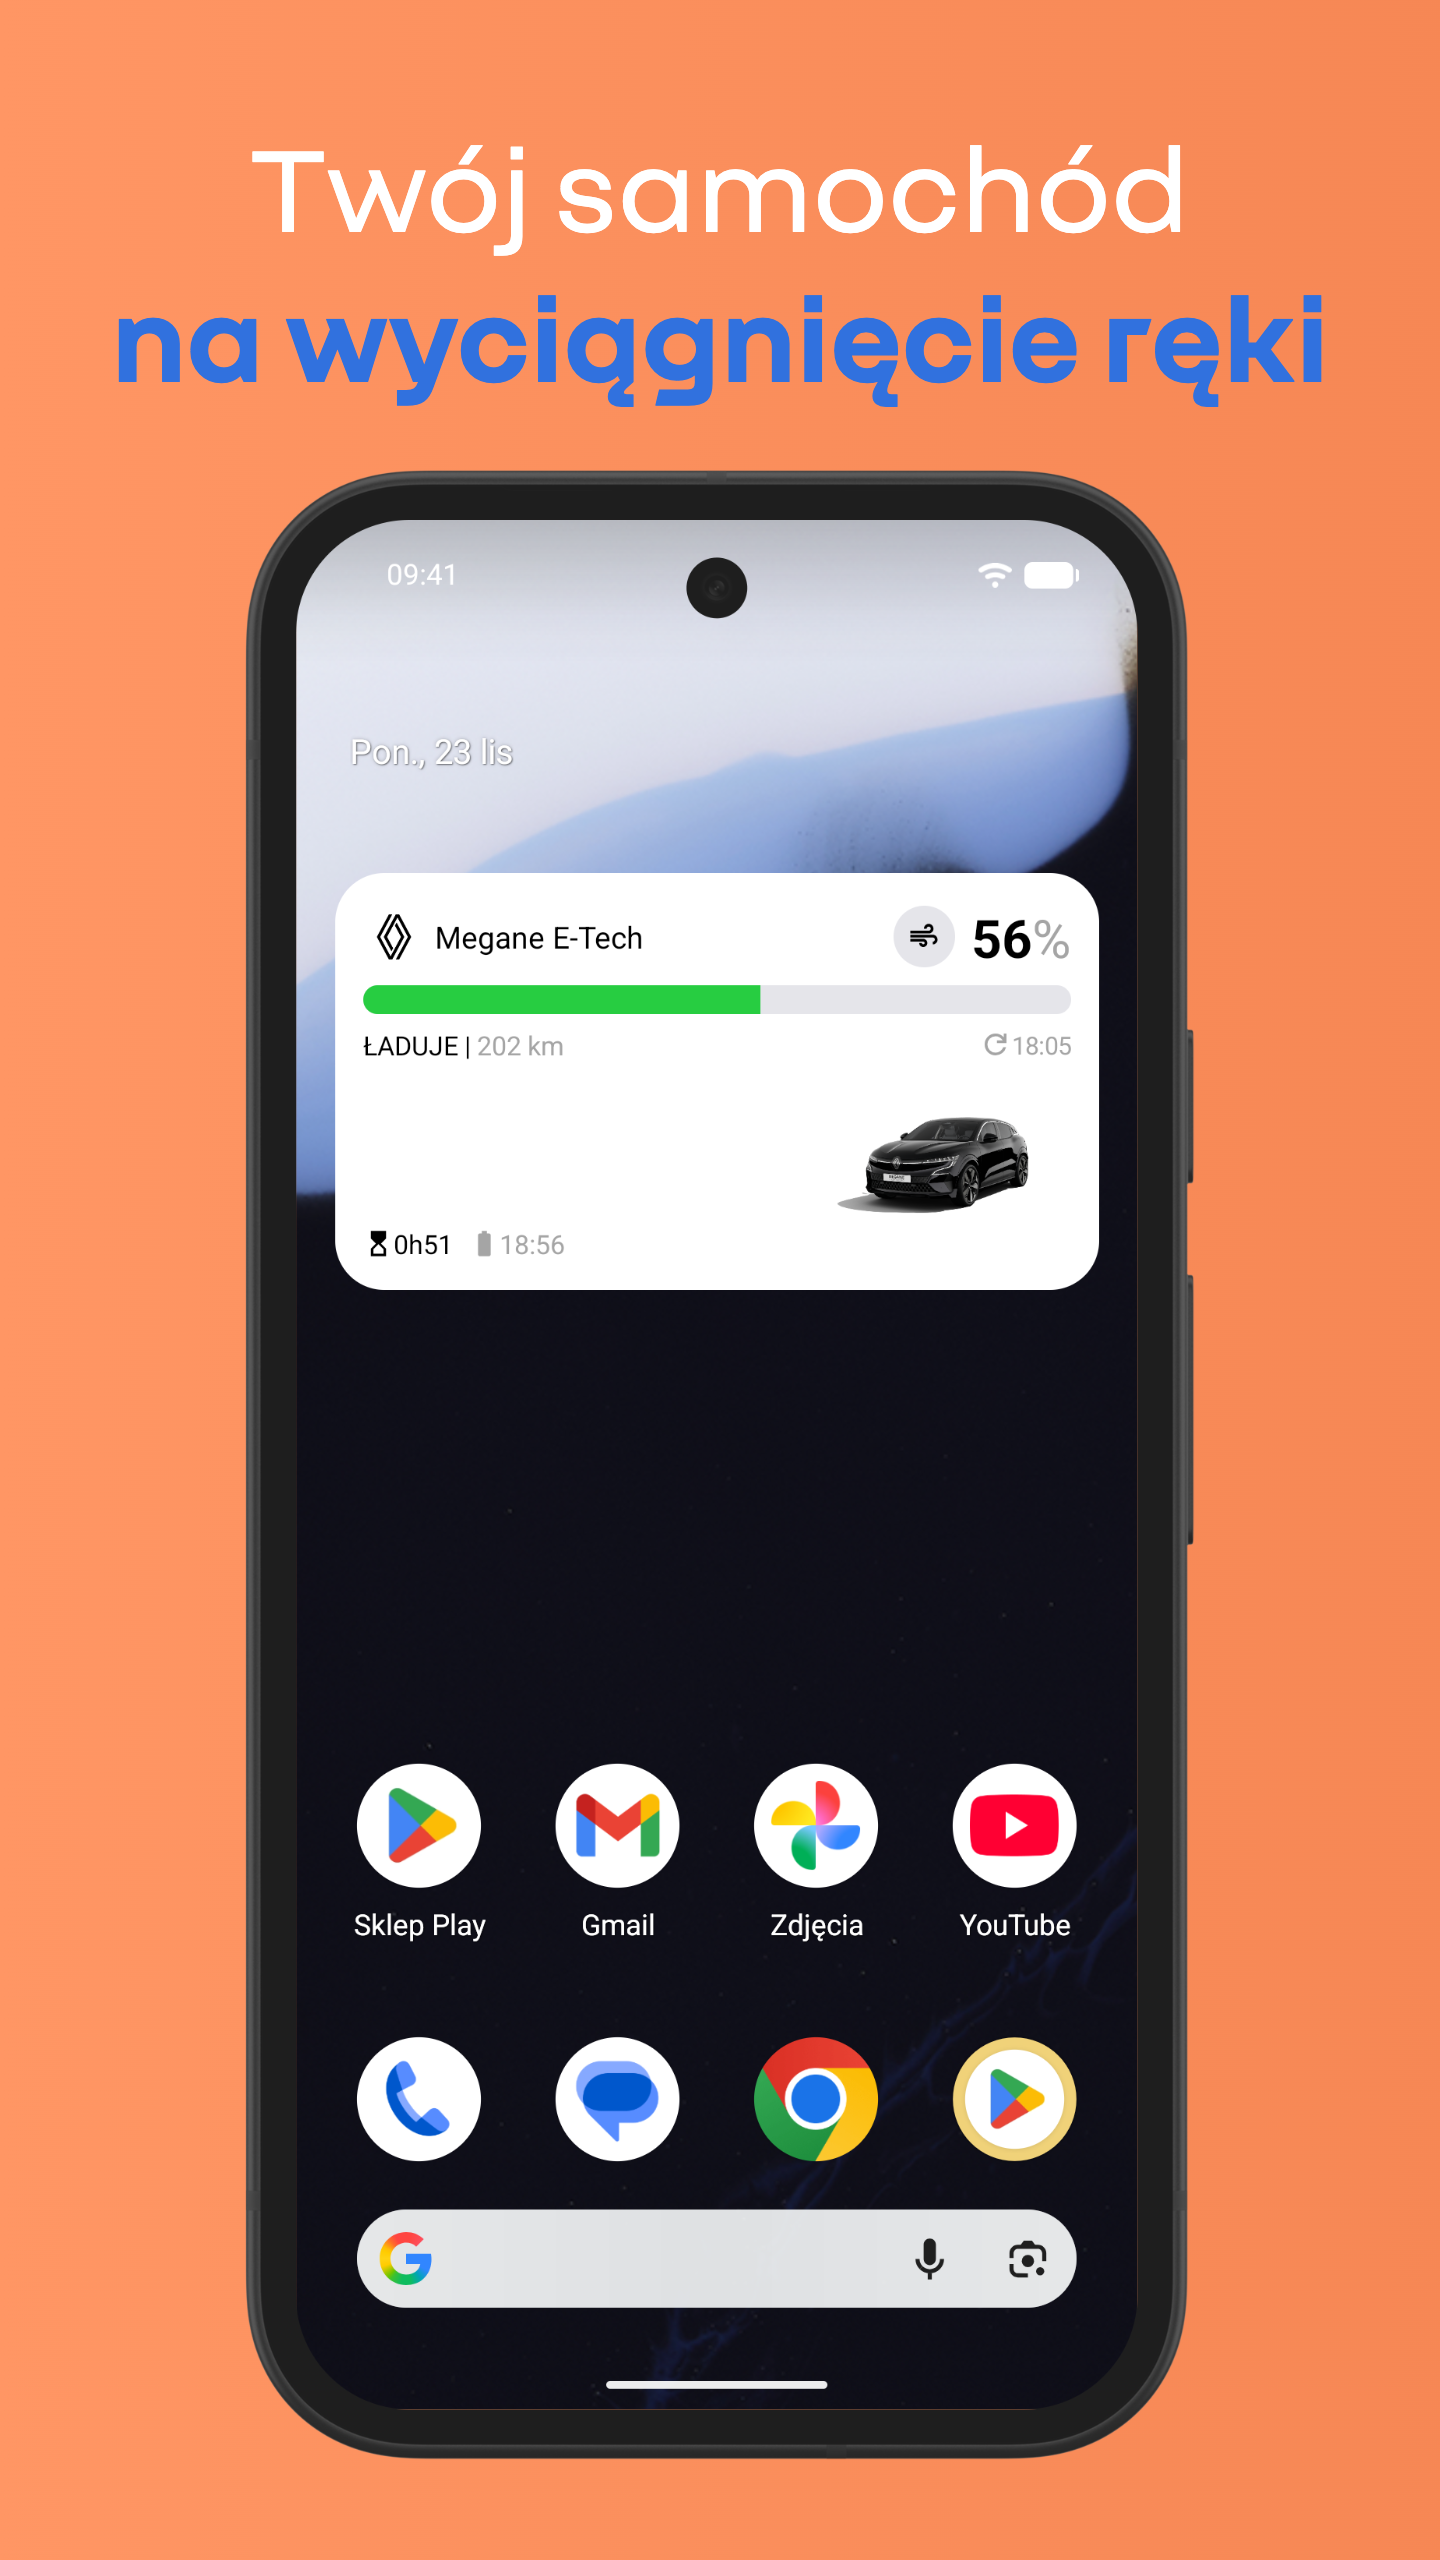 Twój samochód
na wyciągnięcie ręki
09:41
Pon., 23 lis
Megane E-Tech
56%
ŁADUJE | 202 km
18:05
0h51 18:56
Sklep Play Gmail Zdjęcia YouTube